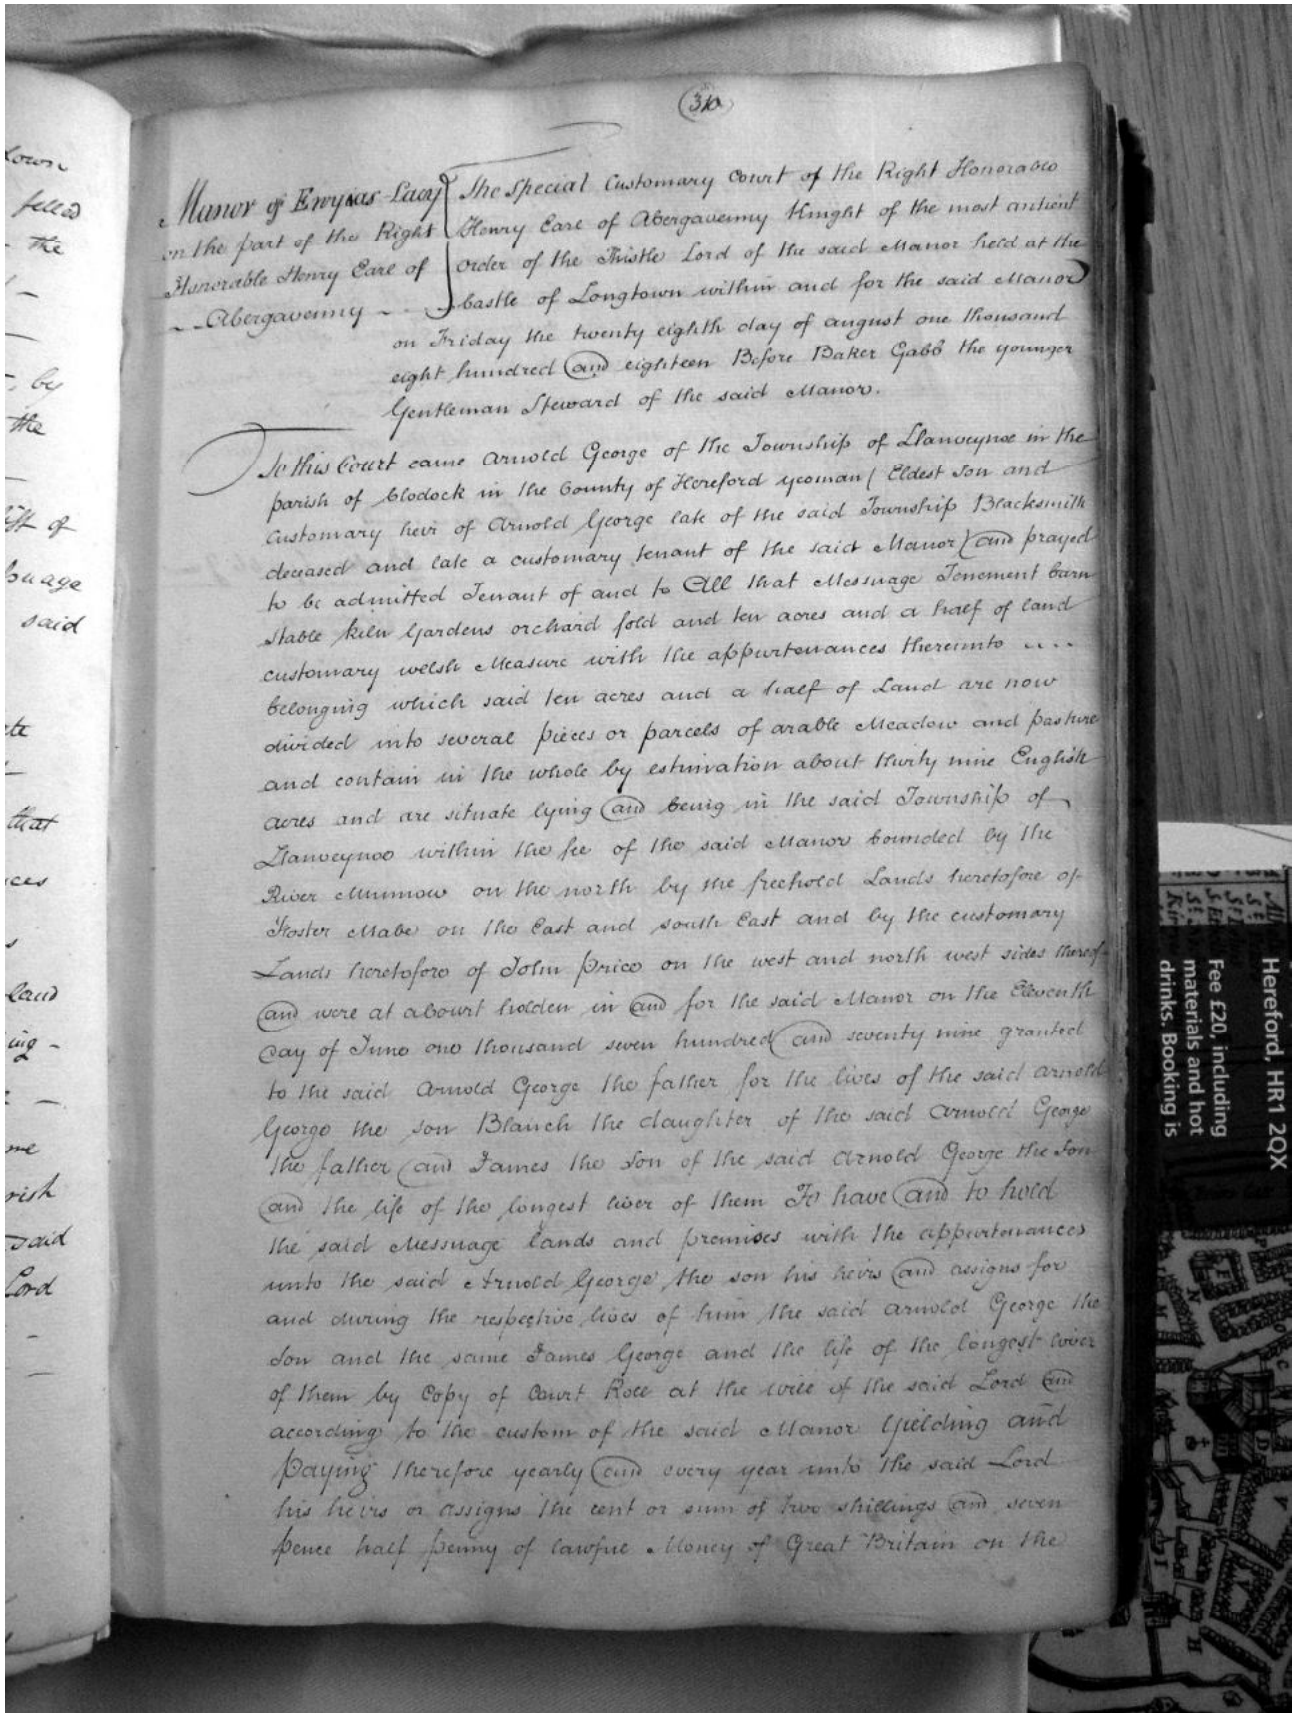 310
Manor of Ewyas-Lacy
on the part of the Right
Honorable Henry Earl of
Abergavenny
The Special Customary Court of the Right Honorable
Henry Earl of Abergavenny Knight of the most antient
order of the Thistle Lord of the said Manor held at the
Castle of Longtown within and for the said Manor
on Friday the twenty eighth day of august one thousand
eight hundred and eighteen Before Baker Gabb the younger
Gentleman Steward of the said Manor.
To this Court came Arnold George of the Township of Llanveynoe in the
parish of Clodock in the County of Hereford yeoman ( Eldest Son and
Customary heir of Arnold George late of the said Township Blacksmith
deceased and late a customary tenant of the said Manor) and prayed
to be admitted Tenant of and to All that Messuage Tenement barn
stable kiln Gardens orchard fold and ten acres and a half of land
customary welsh Measure with the appurtenances thereunto ....
belonging which said ten acres and a half of Land are now
divided into several pieces or parcels of arable Meadow and pasture
and contain in the whole by estimation about thirty nine English
acres and are situate lying and being in the said Township of
Llanveynoo within the fee of the said Manor bounded by the
River Munnow on the north by the freehold Lands heretofore of
Foster Mabe on the East and south East and by the customary
Lands heretofore of John Price on the west and north west sides thereof
and were at a Court holden in and for the said Manor on the Eleventh
day of June one thousand seven hundred and seventy nine granted
to the said Arnold George the father for the lives of the said Arnold
George the son Blanch the daughter of the said Arnold George
the father and James the Son of the said Arnold George the Son
and the life of the longest liver of them To have and to hold
the said Messuage lands and premises with the appurtenances
unto the said Arnold George the son his heirs and assigns for
and during the respective lives of him the said Arnold George the
Son and the same James George and the life of the longest liver
of them by Copy of Court Roll at the will of the said Lord and
according to the custom of the said Manor Yielding and
Paying therefore yearly and every year unto the said Lord
his heirs or assigns the rent or sum of two shillings and seven
pence half penny of lawful Money of Great Britain on the
felled
the
by
the
of
said
that
land
said
Lord
Hereford, HR1 2QX
Fee £20, including
materials and hot
drinks. Booking is